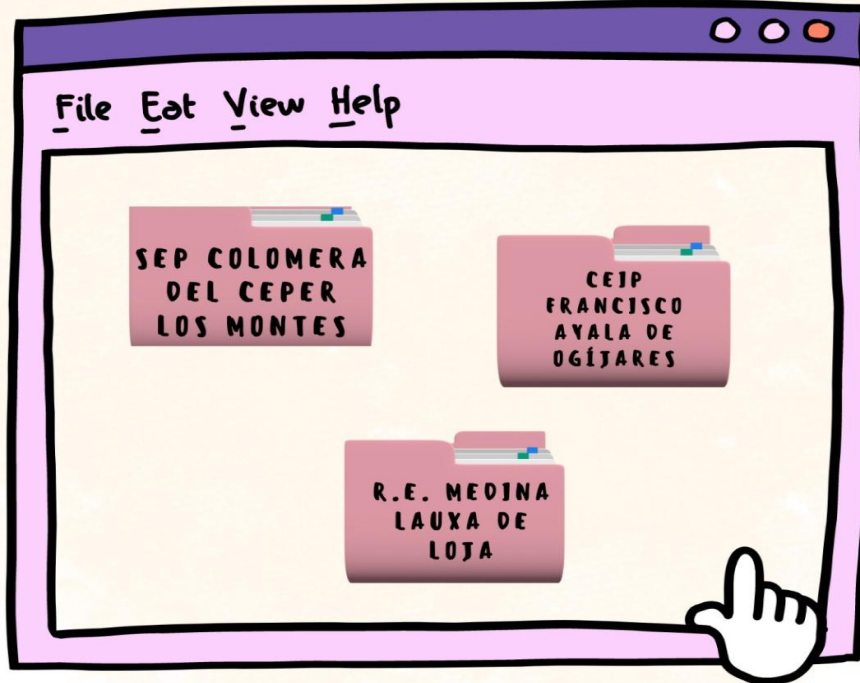 File Eat View Help
SEP COLOMERA
DEL CEPER
LOS MONTES
CEIP
FRANCISCO
AYALA DE
OGÍJARES
R.E. MEDINA
LAUXA DE
LOJA